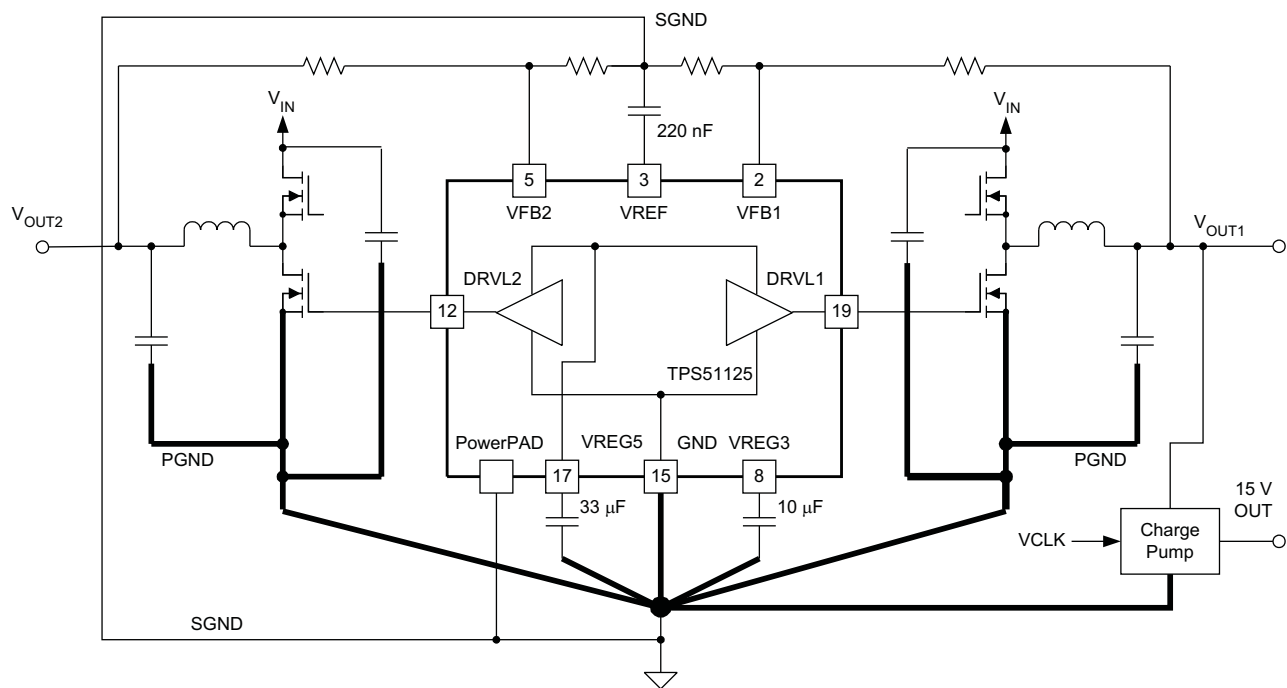 SGND
V_IN
V_IN
220 nF
5
3
2
VFB2
VREF
VFB1
V_OUT2
V_OUT1
DRVL2
DRVL1
12
19
TPS51125
PowerPAD
VREG5
GND
VREG3
PGND
PGND
17
15
8
33 μF
10 μF
15 V
OUT
VCLK
Charge
Pump
SGND